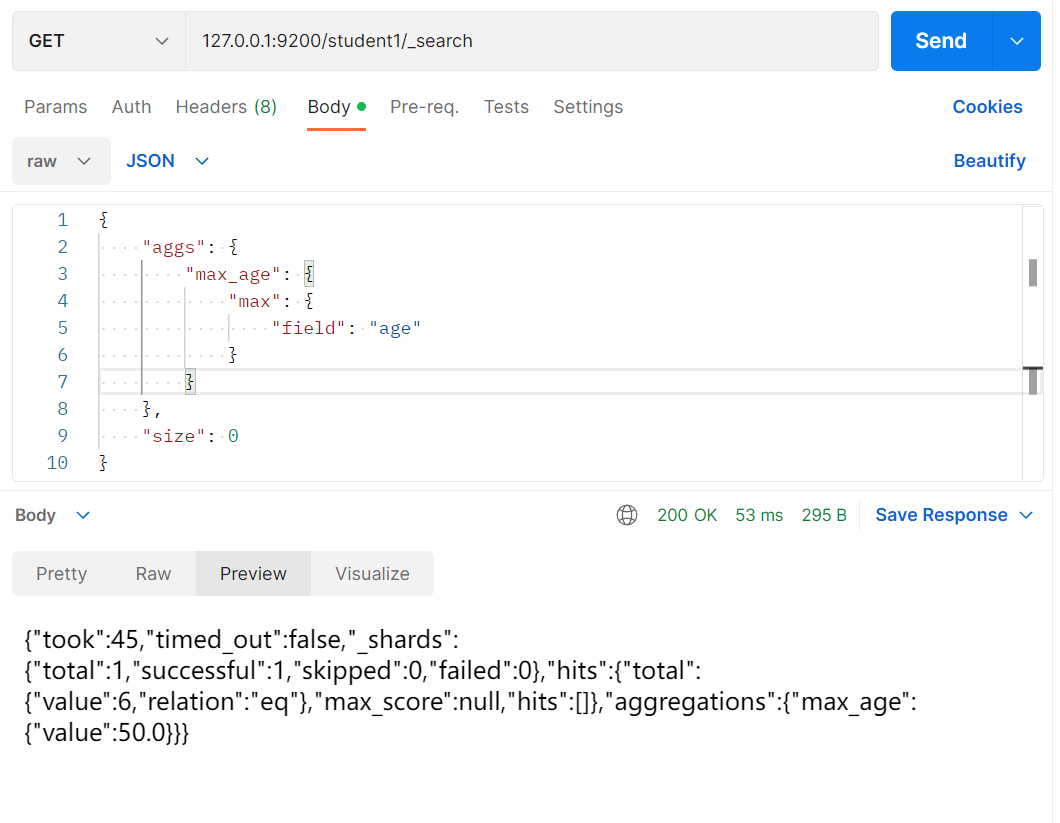 GET 127.0.0.1:9200/student1/_search Send
Params Auth Headers (8) Body Pre-req. Tests Settings Cookies
raw JSON Beautify
1 {
2 "aggs": {
3 "max_age": {
4 "max": {
5 "field": "age"
6 }
7 }
8 },
9 "size": 0
10 }
Body 200 OK 53 ms 295 B Save Response
Pretty Raw Preview Visualize
{"took":45,"timed_out":false,"_shards":
{"total":1,"successful":1,"skipped":0,"failed":0},"hits":{"total":
{"value":6,"relation":"eq"},"max_score":null,"hits":[]},"aggregations":{"max_age":
{"value":50.0}}}